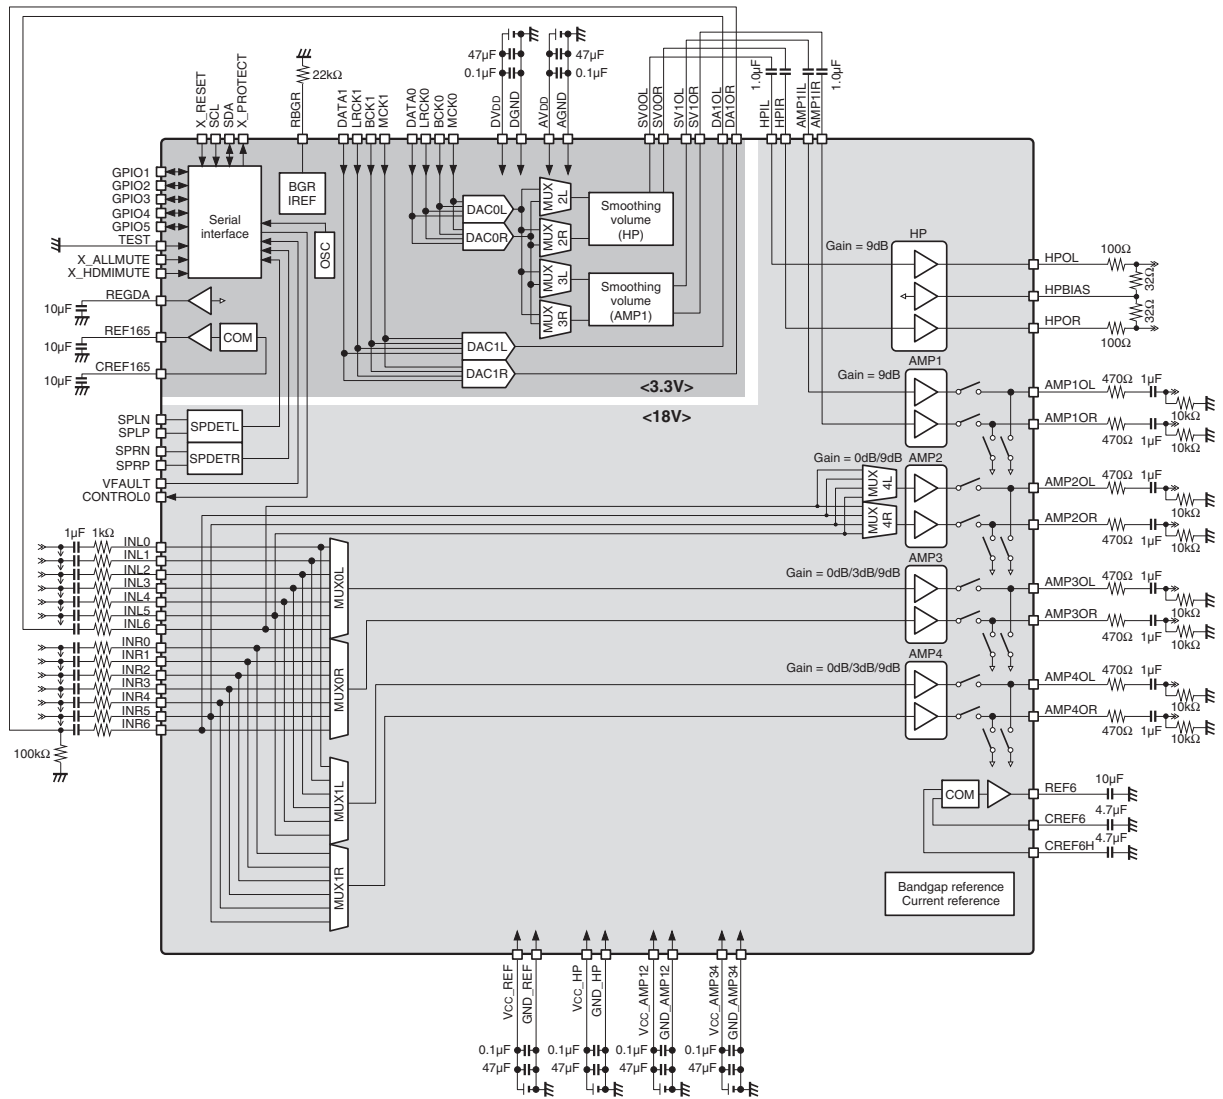 X_RESET
SCL
SDA
X_PROTECT
22kΩ
RBGR
DATA1
LRCK1
BCK1
MCK1
DATA0
LRCK0
BCK0
MCK0
47μF
0.1μF
DVDD
DGND
47μF
0.1μF
AVDD
AGND
SV0OL
SV0OR
SV1OL
SV1OR
DA1OL
DA1OR
1.0μF
HPIL
HPIR
AMP1IL
AMP1IR
1.0μF
GPIO1
GPIO2
GPIO3
GPIO4
GPIO5
TEST
X_ALLMUTE
X_HDMIMUTE
REGDA
10μF
REF165
10μF
CREF165
10μF
SPLN
SPLP
SPRN
SPRP
VFAULT
CONTROL0
Serial
interface
BGR
IREF
OSC
COM
SPDETL
SPDETR
DAC0L
DAC0R
MUX
2L
MUX
2R
MUX
3L
MUX
3R
Smoothing
volume
(HP)
Smoothing
volume
(AMP1)
DAC1L
DAC1R
<3.3V>
<18V>
HP
Gain = 9dB
HPOL
100Ω
32Ω
HPBIAS
32Ω
HPOR
100Ω
AMP1
Gain = 9dB
AMP1OL
470Ω
1μF
10kΩ
AMP1OR
470Ω
1μF
10kΩ
Gain = 0dB/9dB
AMP2
MUX
4L
MUX
4R
AMP2OL
470Ω
1μF
10kΩ
AMP2OR
470Ω
1μF
10kΩ
AMP3
Gain = 0dB/3dB/9dB
AMP3OL
470Ω
1μF
10kΩ
AMP3OR
470Ω
1μF
10kΩ
AMP4
Gain = 0dB/3dB/9dB
AMP4OL
470Ω
1μF
10kΩ
AMP4OR
470Ω
1μF
10kΩ
1μF
1kΩ
INL0
INL1
INL2
INL3
INL4
INL5
INL6
INR0
INR1
INR2
INR3
INR4
INR5
INR6
100kΩ
MUX0L
MUX0R
MUX1L
MUX1R
COM
REF6
10μF
CREF6
4.7μF
CREF6H
4.7μF
Bandgap reference
Current reference
VCC_REF
GND_REF
VCC_HP
GND_HP
VCC_AMP12
GND_AMP12
VCC_AMP34
GND_AMP34
0.1μF
0.1μF
0.1μF
0.1μF
47μF
47μF
47μF
47μF